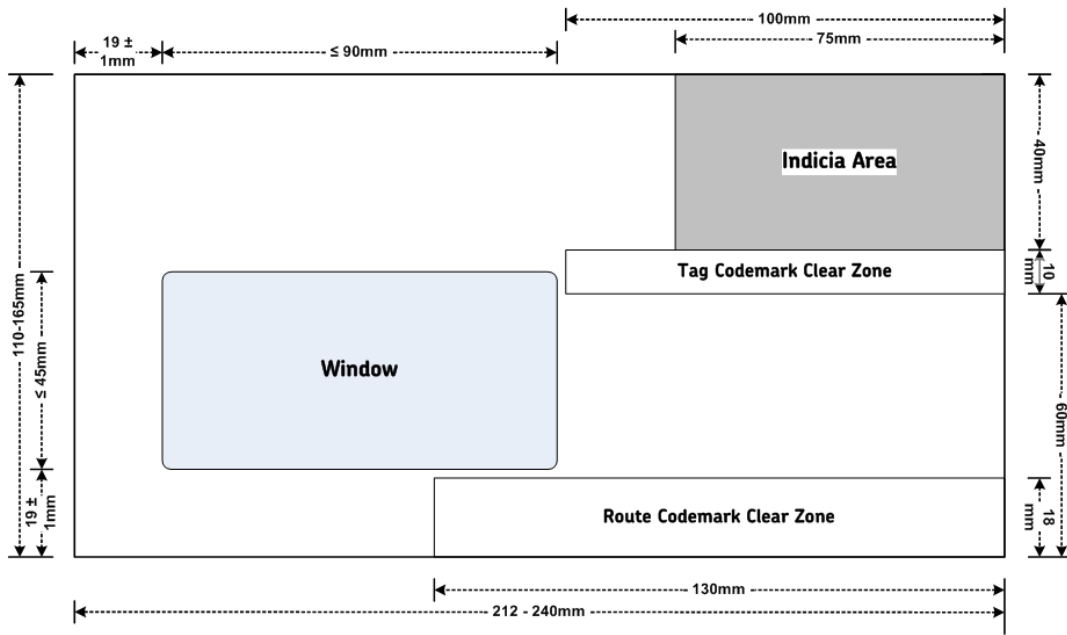 100mm
19 ±
1mm
≤ 90mm
75mm
Indicia Area
40mm
Tag Codemark Clear Zone
10
mm
110-165mm
≤ 45mm
Window
60mm
19 ±
1mm
Route Codemark Clear Zone
18
mm
130mm
212 - 240mm